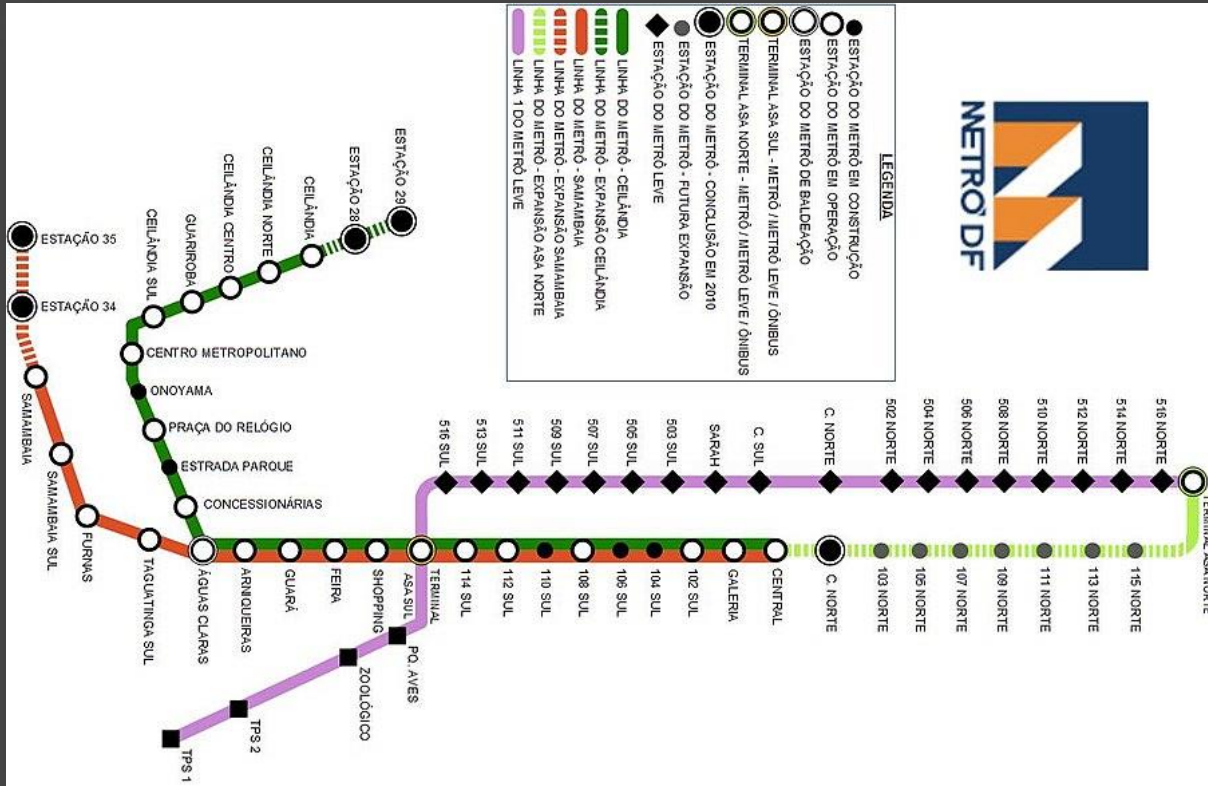 METRÔ DF
LEGENDA
ESTAÇÃO DO METRÔ EM CONSTRUÇÃO
ESTAÇÃO DO METRÔ EM OPERAÇÃO
ESTAÇÃO DO METRÔ DE BALDEAÇÃO
TERMINAL ASA SUL - METRÔ / METRÔ LEVE / ÔNIBUS
TERMINAL ASA NORTE - METRÔ / METRÔ LEVE / ÔNIBUS
ESTAÇÃO DO METRÔ - CONCLUSÃO EM 2010
ESTAÇÃO DO METRÔ - FUTURA EXPANSÃO
ESTAÇÃO DO METRÔ LEVE
LINHA DO METRÔ - CEILÂNDIA
LINHA DO METRÔ - EXPANSÃO CEILÂNDIA
LINHA DO METRÔ - SAMAMBAIA
LINHA DO METRÔ - EXPANSÃO SAMAMBAIA
LINHA DO METRÔ - EXPANSÃO ASA NORTE
LINHA 1 DO METRÔ LEVE
ESTAÇÃO 29
ESTAÇÃO 28
CEILÂNDIA
CEILÂNDIA NORTE
CEILÂNDIA CENTRO
GUARIROBA
CEILÂNDIA SUL
CENTRO METROPOLITANO
ONOYAMA
PRAÇA DO RELÓGIO
ESTRADA PARQUE
CONCESSIONÁRIAS
ESTAÇÃO 35
ESTAÇÃO 34
SAMAMBAIA
SAMAMBAIA SUL
FURNAS
TAGUATINGA SUL
ÁGUAS CLARAS
ARNIQUEIRAS
GUARÁ
FEIRA
SHOPPING
TERMINAL
ASA SUL
114 SUL
112 SUL
110 SUL
108 SUL
106 SUL
104 SUL
102 SUL
GALERIA
CENTRAL
C. NORTE
103 NORTE
105 NORTE
107 NORTE
109 NORTE
111 NORTE
113 NORTE
115 NORTE
TERMINAL ASA NORTE
516 SUL
513 SUL
511 SUL
509 SUL
507 SUL
505 SUL
503 SUL
SARAH
C. SUL
C. NORTE
502 NORTE
504 NORTE
506 NORTE
508 NORTE
510 NORTE
512 NORTE
514 NORTE
516 NORTE
PQ. AVES
ZOOLÓGICO
TPS 2
TPS 1